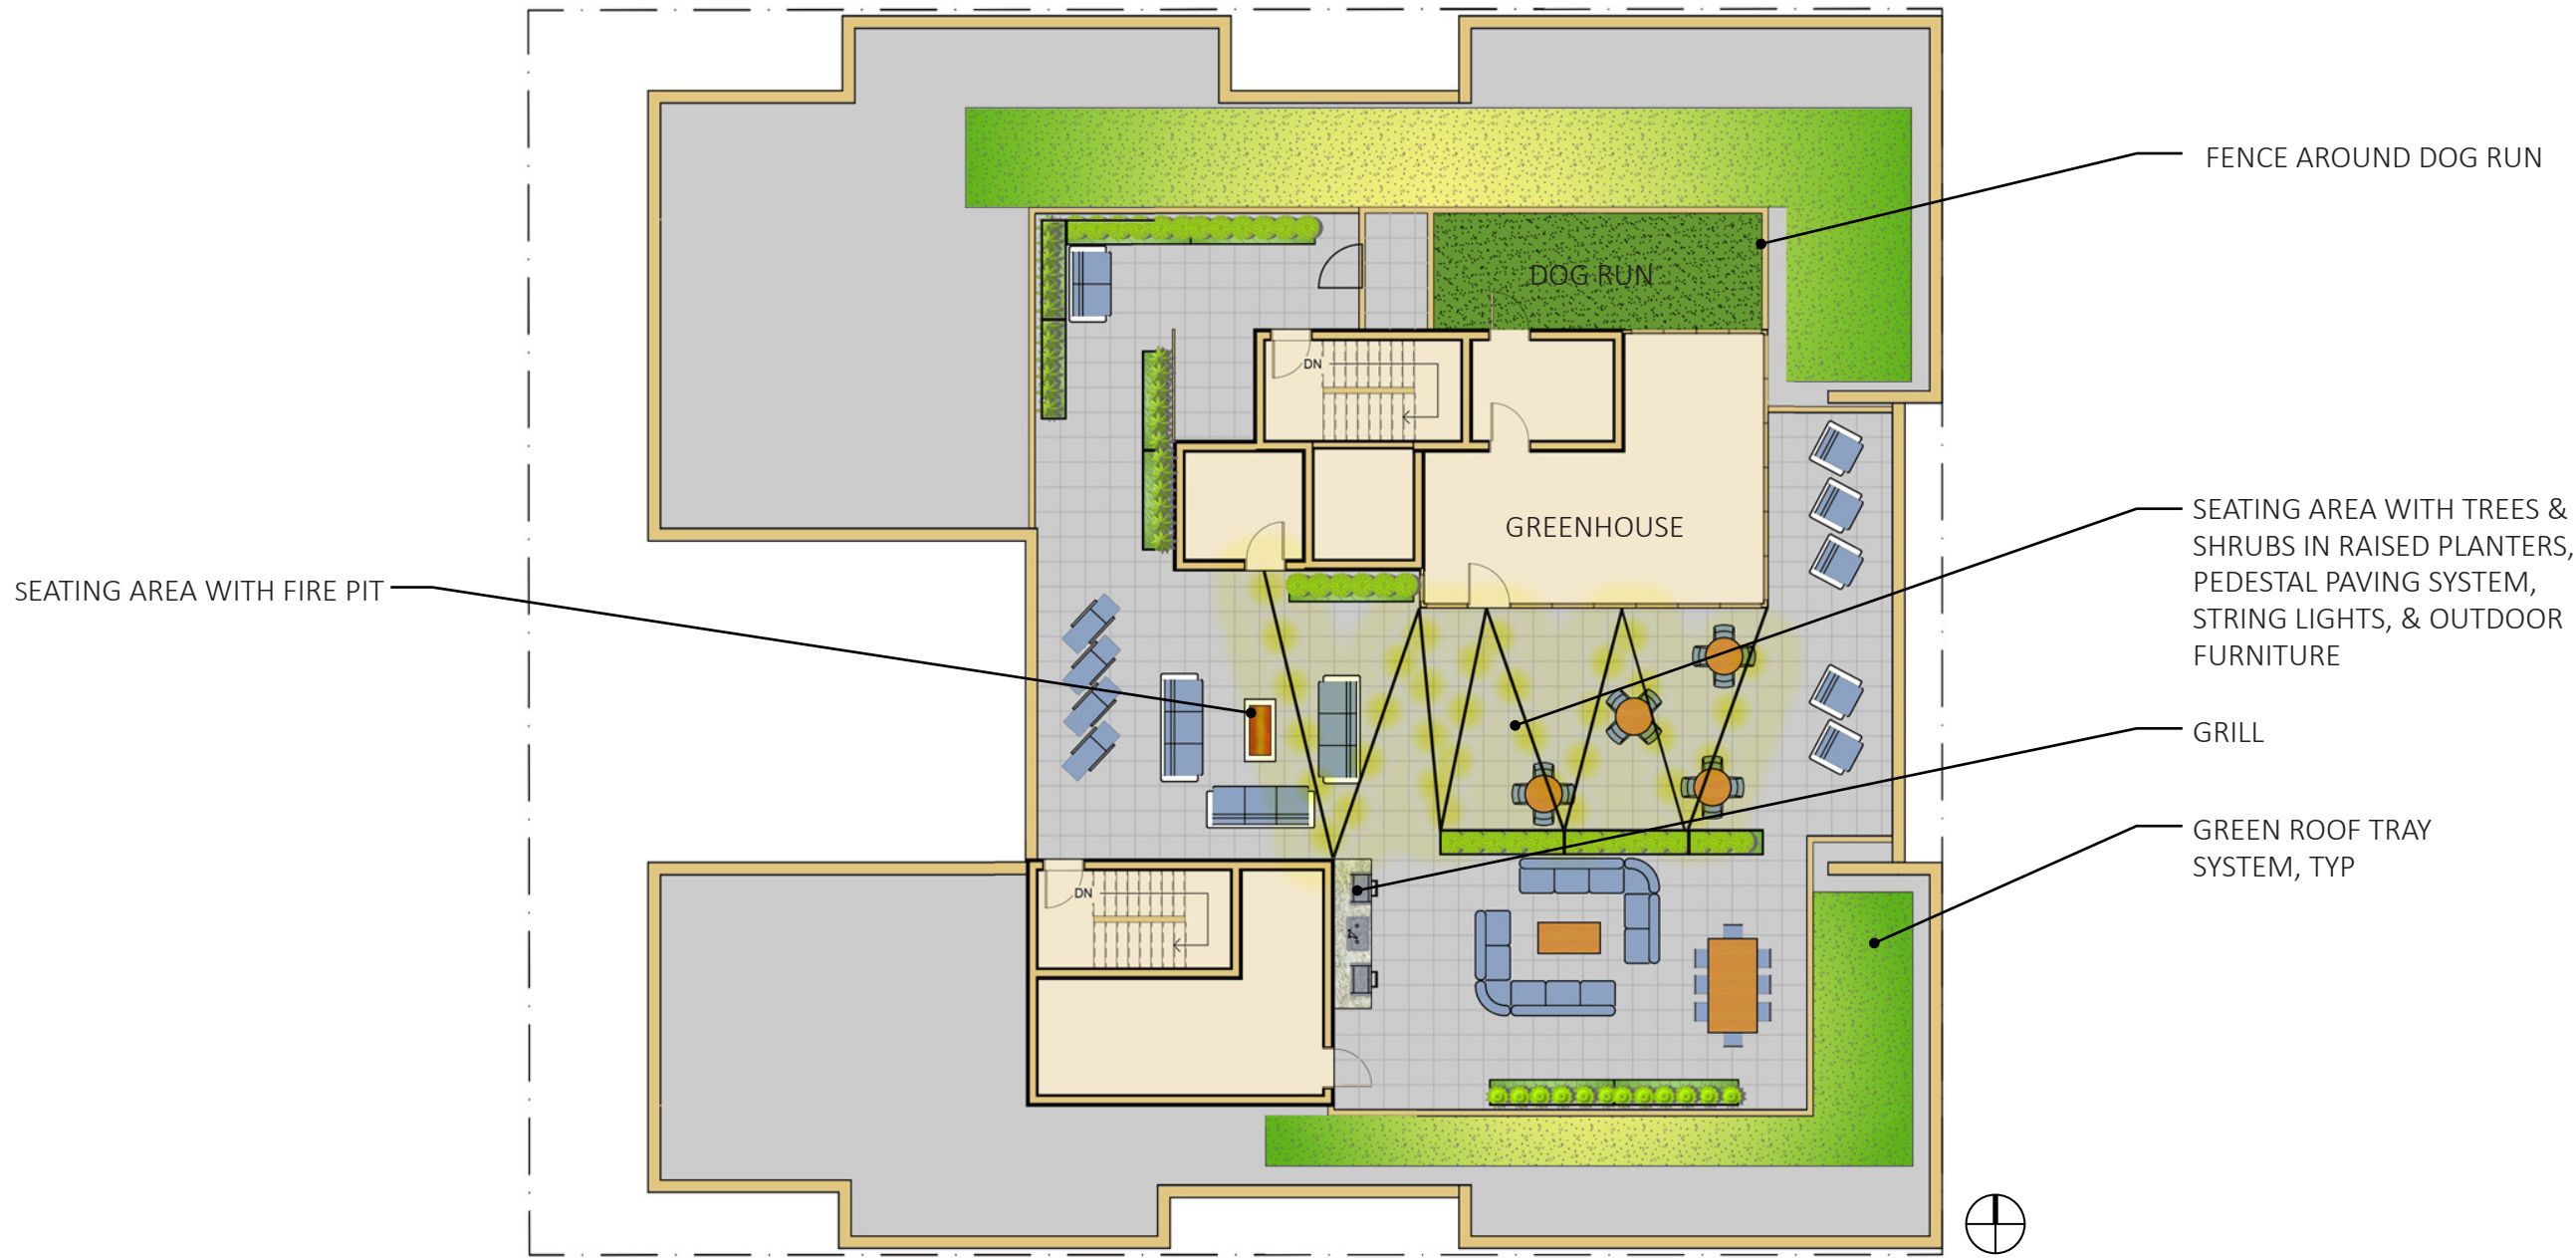 FENCE AROUND DOG RUN
DOG RUN
DN
SEATING AREA WITH TREES &
SHRUBS IN RAISED PLANTERS,
PEDESTAL PAVING SYSTEM,
STRING LIGHTS, & OUTDOOR
FURNITURE
GREENHOUSE
SEATING AREA WITH FIRE PIT
GRILL
GREEN ROOF TRAY
SYSTEM, TYP
DN